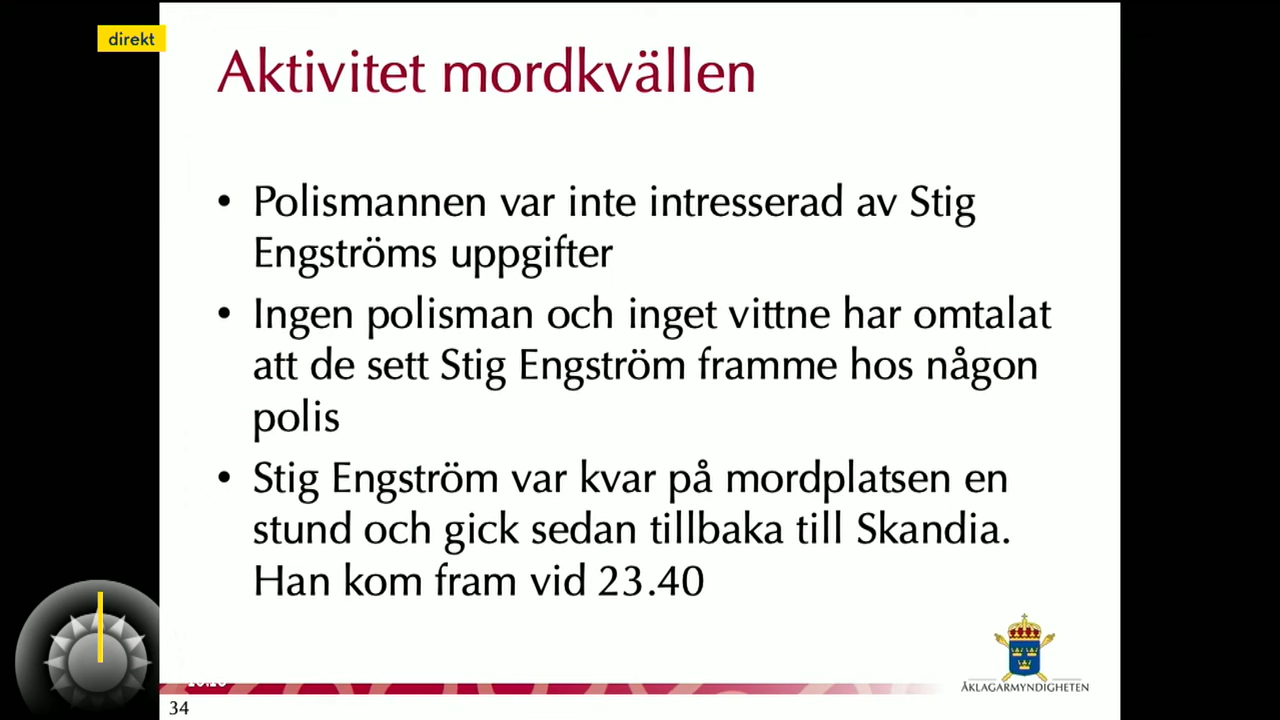 direkt
Aktivitet mordkvällen
• Polismannen var inte intresserad av Stig
Engströms uppgifter
• Ingen polisman och inget vittne har omtalat
att de sett Stig Engström framme hos någon
polis
• Stig Engström var kvar på mordplatsen en
stund och gick sedan tillbaka till Skandia.
Han kom fram vid 23.40
ÅKLAGARMYNDIGHETEN
34